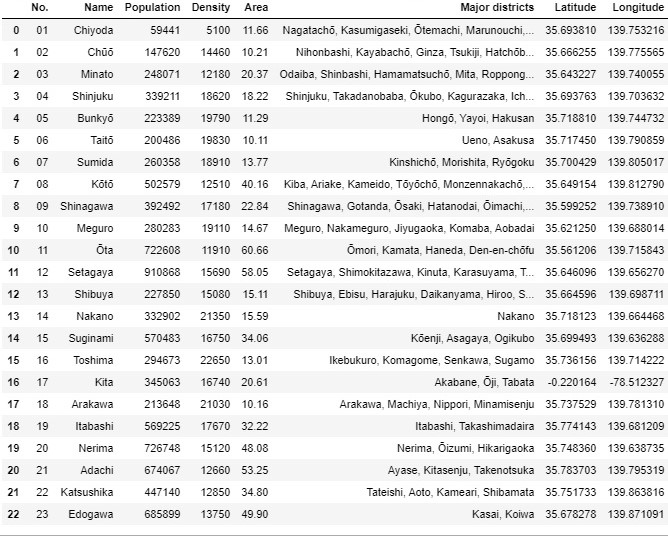 No. Name Population Density Area Major districts Latitude Longitude
0 01 Chiyoda 59441 5100 11.66 Nagatachō, Kasumigaseki, Ōtemachi, Marunouchi,... 35.693810 139.753216
1 02 Chūō 147620 14460 10.21 Nihonbashi, Kayabachō, Ginza, Tsukiji, Hatchōb... 35.666255 139.775565
2 03 Minato 248071 12180 20.37 Odaiba, Shinbashi, Hamamatsuchō, Mita, Roppong... 35.643227 139.740055
3 04 Shinjuku 339211 18620 18.22 Shinjuku, Takadanobaba, Ōkubo, Kagurazaka, Ich... 35.693763 139.703632
4 05 Bunkyō 223389 19790 11.29 Hongō, Yayoi, Hakusan 35.718810 139.744732
5 06 Taitō 200486 19830 10.11 Ueno, Asakusa 35.717450 139.790859
6 07 Sumida 260358 18910 13.77 Kinshichō, Morishita, Ryōgoku 35.700429 139.805017
7 08 Kōtō 502579 12510 40.16 Kiba, Ariake, Kameido, Tōyōchō, Monzennakachō,... 35.649154 139.812790
8 09 Shinagawa 392492 17180 22.84 Shinagawa, Gotanda, Ōsaki, Hatanodai, Ōimachi,... 35.599252 139.738910
9 10 Meguro 280283 19110 14.67 Meguro, Nakameguro, Jiyugaoka, Komaba, Aobadai 35.621250 139.688014
10 11 Ōta 722608 11910 60.66 Ōmori, Kamata, Haneda, Den-en-chōfu 35.561206 139.715843
11 12 Setagaya 910868 15690 58.05 Setagaya, Shimokitazawa, Kinuta, Karasuyama, T... 35.646096 139.656270
12 13 Shibuya 227850 15080 15.11 Shibuya, Ebisu, Harajuku, Daikanyama, Hiroo, S... 35.664596 139.698711
13 14 Nakano 332902 21350 15.59 Nakano 35.718123 139.664468
14 15 Suginami 570483 16750 34.06 Kōenji, Asagaya, Ogikubo 35.699493 139.636288
15 16 Toshima 294673 22650 13.01 Ikebukuro, Komagome, Senkawa, Sugamo 35.736156 139.714222
16 17 Kita 345063 16740 20.61 Akabane, Ōji, Tabata -0.220164 -78.512327
17 18 Arakawa 213648 21030 10.16 Arakawa, Machiya, Nippori, Minamisenju 35.737529 139.781310
18 19 Itabashi 569225 17670 32.22 Itabashi, Takashimadaira 35.774143 139.681209
19 20 Nerima 726748 15120 48.08 Nerima, Ōizumi, Hikarigaoka 35.748360 139.638735
20 21 Adachi 674067 12660 53.25 Ayase, Kitasenju, Takenotsuka 35.783703 139.795319
21 22 Katsushika 447140 12850 34.80 Tateishi, Aoto, Kameari, Shibamata 35.751733 139.863816
22 23 Edogawa 685899 13750 49.90 Kasai, Koiwa 35.678278 139.871091